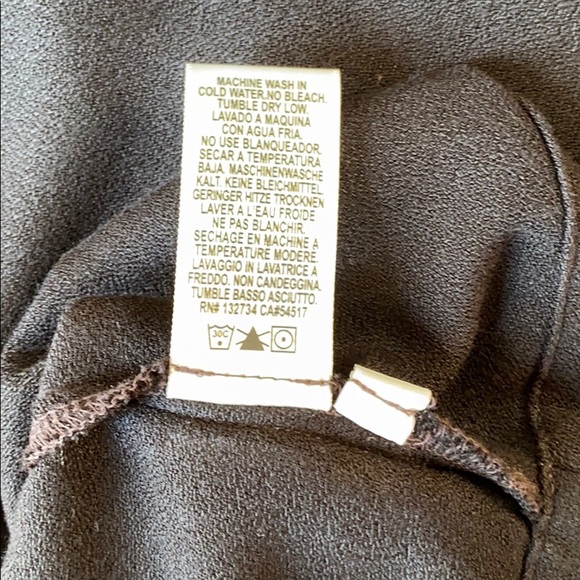 MACHINE WASH IN
COLD WATER.NO BLEACH.
TUMBLE DRY LOW.
LAVADO A MAQUINA
CON AGUA FRIA.
NO USE BLANQUEADOR.
SECAR A TEMPERATURA
BAJA. MASCHINENWASCHE
KALT. KEINE BLEICHMITTEL.
GERINGER HITZE TROCKNEN
LAVER A L'EAU FROIDE
NE PAS BLANCHIR.
SECHAGE EN MACHINE A
TEMPERATURE MODERÉ.
LAVAGGIO IN LAVATRICE A
FREDDO. NON CANDEGGINA.
TUMBLE BASSO ASCIUTTO.
RN# 132734 CA#54517
30C